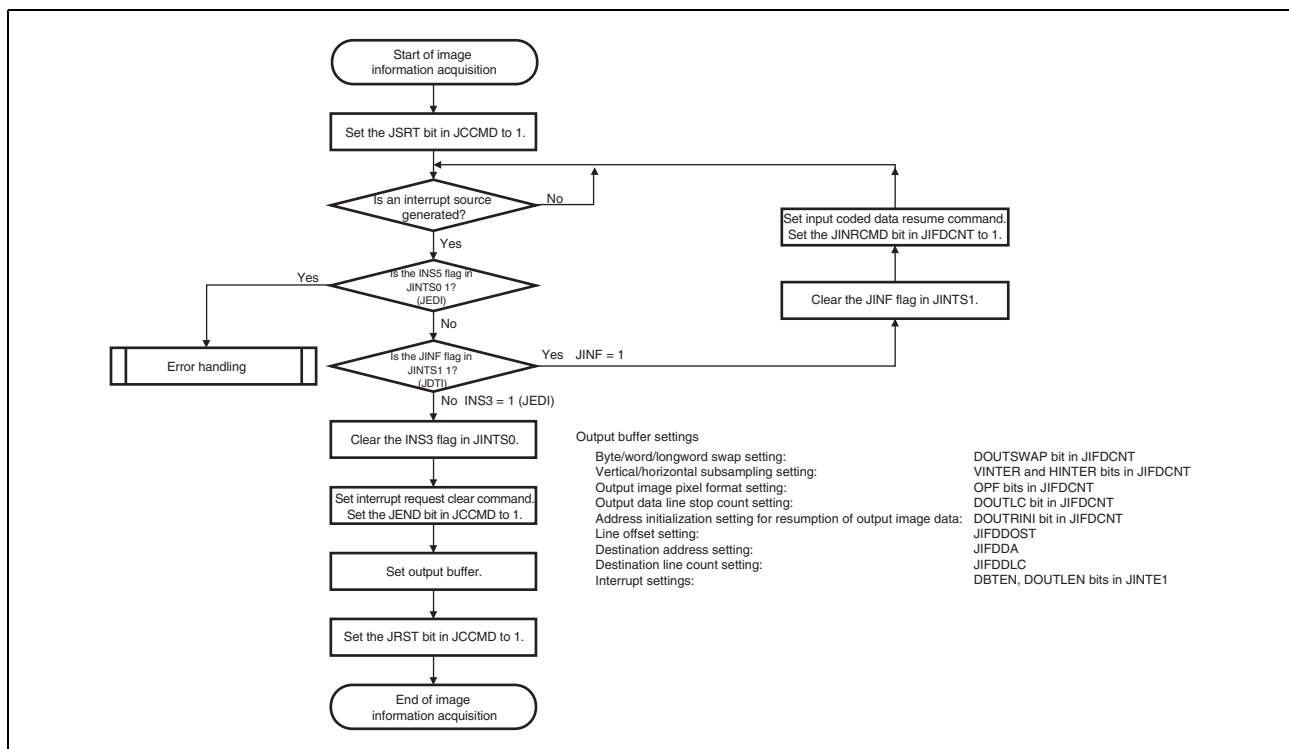 Start of image
information acquisition
Set the JSRT bit in JCCMD to 1.
Is an interrupt source
generated?
No
Yes
Set input coded data resume command.
Set the JINRCMD bit in JIFDCNT to 1.
Is the INS5 flag in
JINTS0 1?
(JEDI)
Yes
No
Clear the JINF flag in JINTS1.
Error handling
Is the JINF flag in
JINTS1 1?
(JDTI)
Yes JINF = 1
No INS3 = 1 (JEDI)
Clear the INS3 flag in JINTS0.
Set interrupt request clear command.
Set the JEND bit in JCCMD to 1.
Set output buffer.
Set the JRST bit in JCCMD to 1.
End of image
information acquisition
Output buffer settings
Byte/word/longword swap setting: DOUTSWAP bit in JIFDCNT
Vertical/horizontal subsampling setting: VINTER and HINTER bits in JIFDCNT
Output image pixel format setting: OPF bits in JIFDCNT
Output data line stop count setting: DOUTLC bit in JIFDCNT
Address initialization setting for resumption of output image data: DOUTRINI bit in JIFDCNT
Line offset setting: JIFDDOST
Destination address setting: JIFDDA
Destination line count setting: JIFDDLC
Interrupt settings: DBTEN, DOUTLEN bits in JINTE1